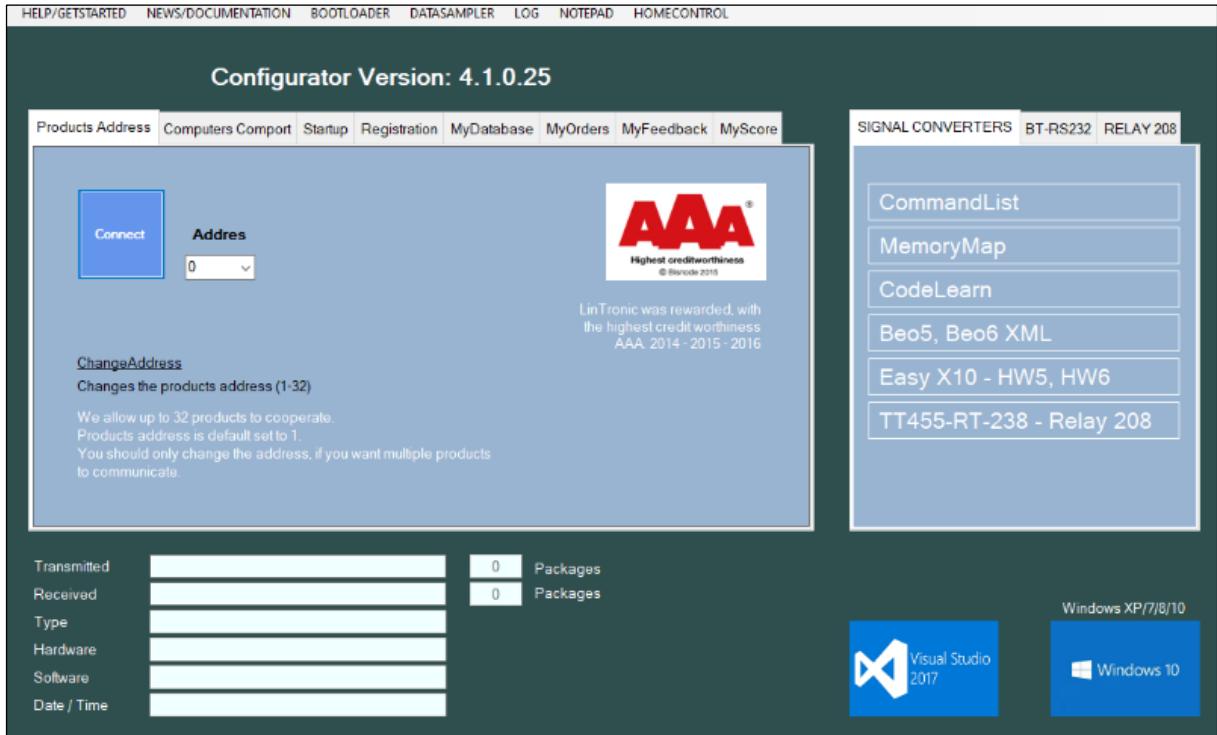 HELP/GETSTARTED NEWS/DOCUMENTATION BOOTLOADER DATASAMPLER LOG NOTEPAD HOMECONTROL
Configurator Version: 4.1.0.25
Products Address Computers Comport Startup Registration MyDatabase MyOrders MyFeedback MyScore
Connect
Addres
0
AAA®
Highest creditworthiness
© Bisnode 2015
LinTronic was rewarded, with
the highest credit worthiness
AAA. 2014 - 2015 - 2016
ChangeAddress
Changes the products address (1-32)
We allow up to 32 products to cooperate.
Products address is default set to 1.
You should only change the address, if you want multiple products
to communicate.
SIGNAL CONVERTERS BT-RS232 RELAY 208
CommandList
MemoryMap
CodeLearn
Beo5, Beo6 XML
Easy X10 - HW5, HW6
TT455-RT-238 - Relay 208
Transmitted 0 Packages
Received 0 Packages
Type
Hardware
Software
Date / Time
Visual Studio
2017
Windows XP/7/8/10
Windows 10